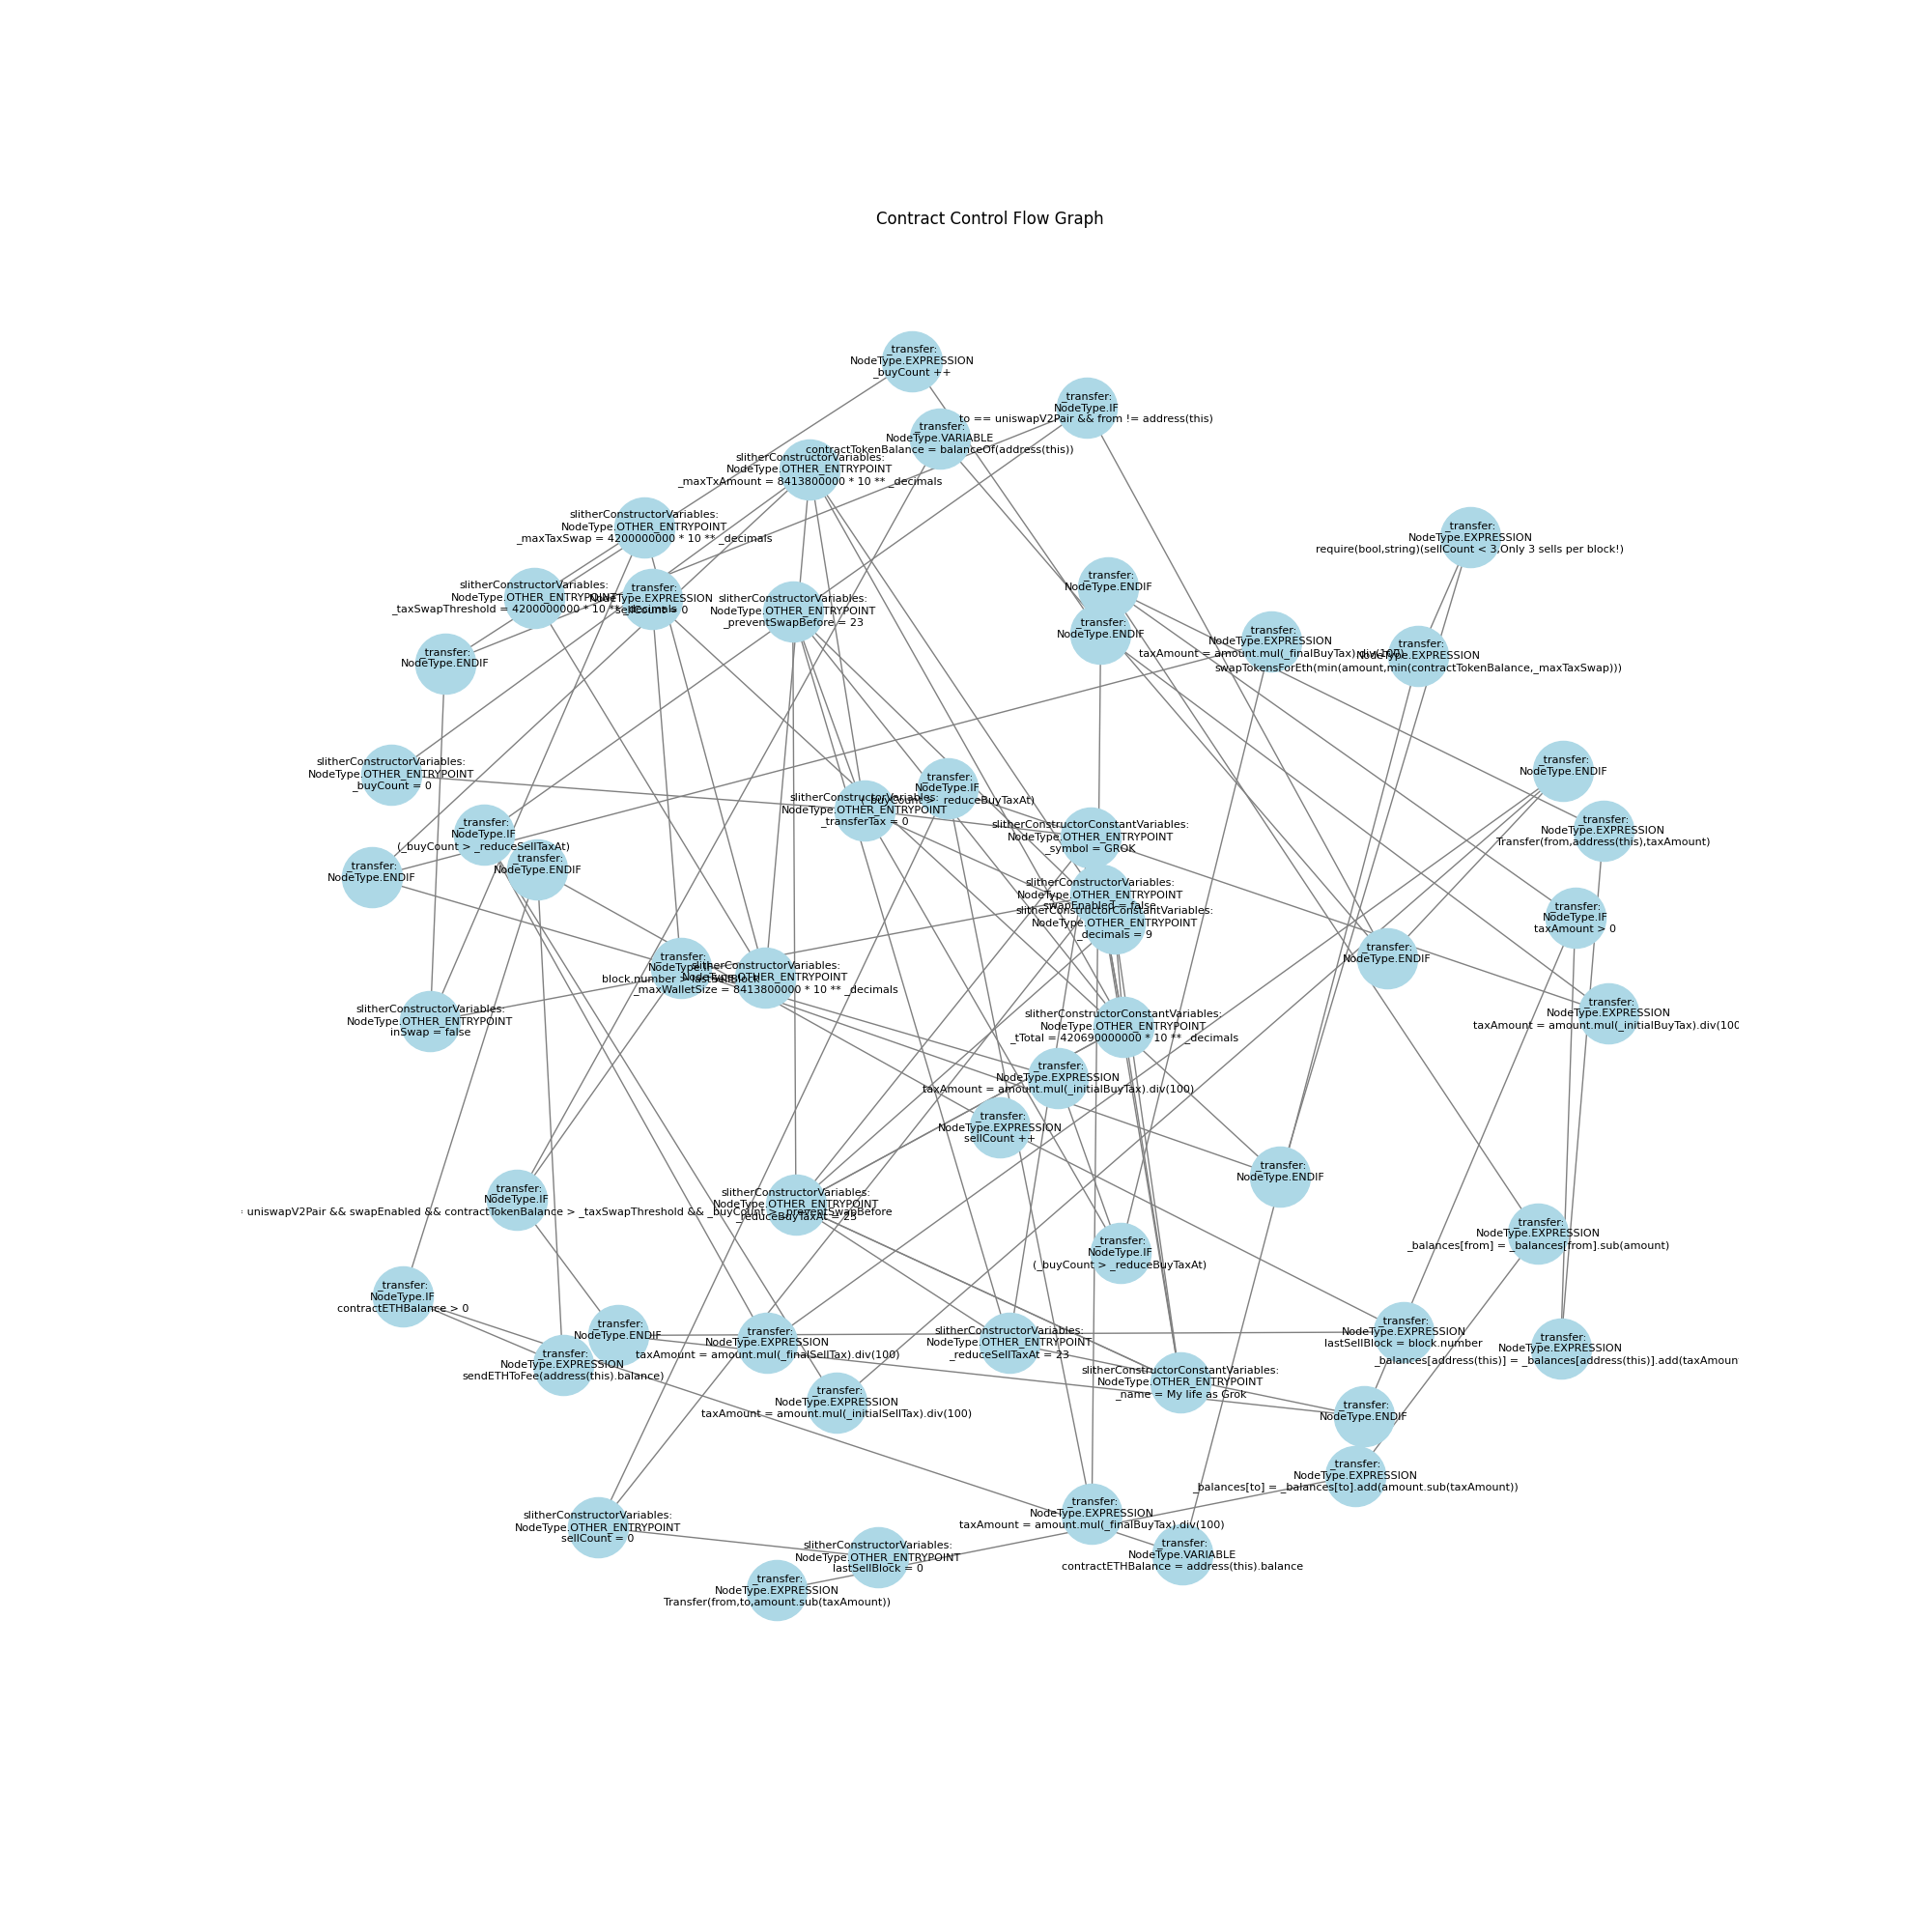 Contract Control Flow Graph
_transfer:
NodeType.EXPRESSION
_buyCount ++
_transfer:
NodeType.IF
to == uniswapV2Pair && from != address(this)
_transfer:
NodeType.VARIABLE
contractTokenBalance = balanceOf(address(this))
slitherConstructorVariables:
NodeType.OTHER_ENTRYPOINT
_maxTxAmount = 8413800000 * 10 ** _decimals
slitherConstructorVariables:
NodeType.OTHER_ENTRYPOINT
_maxTaxSwap = 4200000000 * 10 ** _decimals
_transfer:
NodeType.EXPRESSION
require(bool,string)(sellCount < 3,Only 3 sells per block!)
slitherConstructorVariables:
NodeType.OTHER_ENTRYPOINT
_taxSwapThreshold = 4200000000 * 10 ** _decimals
_transfer:
NodeType.EXPRESSION
sellCount = 0
slitherConstructorVariables:
NodeType.OTHER_ENTRYPOINT
_preventSwapBefore = 23
_transfer:
NodeType.ENDIF
_transfer:
NodeType.ENDIF
_transfer:
NodeType.EXPRESSION
taxAmount = amount.mul(_finalBuyTax).div(100)
_transfer:
NodeType.EXPRESSION
swapTokensForEth(min(amount,min(contractTokenBalance,_maxTaxSwap)))
_transfer:
NodeType.ENDIF
slitherConstructorVariables:
NodeType.OTHER_ENTRYPOINT
_buyCount = 0
_transfer:
NodeType.ENDIF
_transfer:
NodeType.IF
(_buyCount > _reduceBuyTaxAt)
slitherConstructorVariables:
NodeType.OTHER_ENTRYPOINT
_transferTax = 0
_transfer:
NodeType.IF
(_buyCount > _reduceSellTaxAt)
slitherConstructorConstantVariables:
NodeType.OTHER_ENTRYPOINT
_symbol = GROK
_transfer:
NodeType.EXPRESSION
Transfer(from,address(this),taxAmount)
_transfer:
NodeType.ENDIF
_transfer:
NodeType.ENDIF
slitherConstructorVariables:
NodeType.OTHER_ENTRYPOINT
swapEnabled = false
slitherConstructorConstantVariables:
NodeType.OTHER_ENTRYPOINT
_decimals = 9
_transfer:
NodeType.IF
taxAmount > 0
_transfer:
NodeType.ENDIF
_transfer:
NodeType.IF
block.number > lastSellBlock
slitherConstructorVariables:
NodeType.OTHER_ENTRYPOINT
_maxWalletSize = 8413800000 * 10 ** _decimals
slitherConstructorVariables:
NodeType.OTHER_ENTRYPOINT
inSwap = false
_transfer:
NodeType.EXPRESSION
taxAmount = amount.mul(_initialBuyTax).div(100
slitherConstructorConstantVariables:
NodeType.OTHER_ENTRYPOINT
_tTotal = 420690000000 * 10 ** _decimals
_transfer:
NodeType.EXPRESSION
taxAmount = amount.mul(_initialBuyTax).div(100)
_transfer:
NodeType.EXPRESSION
sellCount ++
_transfer:
NodeType.ENDIF
_transfer:
NodeType.IF
uniswapV2Pair && swapEnabled && contractTokenBalance > _taxSwapThreshold && _buyCount > _preventSwapBefore
slitherConstructorVariables:
NodeType.OTHER_ENTRYPOINT
_reduceBuyTaxAt = 23
_transfer:
NodeType.IF
(_buyCount > _reduceBuyTaxAt)
_transfer:
NodeType.EXPRESSION
_balances[from] = _balances[from].sub(amount)
_transfer:
NodeType.IF
contractETHBalance > 0
_transfer:
NodeType.ENDIF
_transfer:
NodeType.EXPRESSION
sendETHToFee(address(this).balance)
_transfer:
NodeType.EXPRESSION
taxAmount = amount.mul(_finalSellTax).div(100)
slitherConstructorVariables:
NodeType.OTHER_ENTRYPOINT
_reduceSellTaxAt = 23
_transfer:
NodeType.EXPRESSION
lastSellBlock = block.number
_transfer:
NodeType.EXPRESSION
_balances[address(this)] = _balances[address(this)].add(taxAmoun
slitherConstructorConstantVariables:
NodeType.OTHER_ENTRYPOINT
_name = My life as Grok
_transfer:
NodeType.EXPRESSION
taxAmount = amount.mul(_initialSellTax).div(100)
_transfer:
NodeType.ENDIF
_transfer:
NodeType.EXPRESSION
_balances[to] = _balances[to].add(amount.sub(taxAmount))
_transfer:
NodeType.EXPRESSION
taxAmount = amount.mul(_finalBuyTax).div(100)
slitherConstructorVariables:
NodeType.OTHER_ENTRYPOINT
sellCount = 0
_transfer:
NodeType.VARIABLE
contractETHBalance = address(this).balance
slitherConstructorVariables:
NodeType.OTHER_ENTRYPOINT
lastSellBlock = 0
_transfer:
NodeType.EXPRESSION
Transfer(from,to,amount.sub(taxAmount))